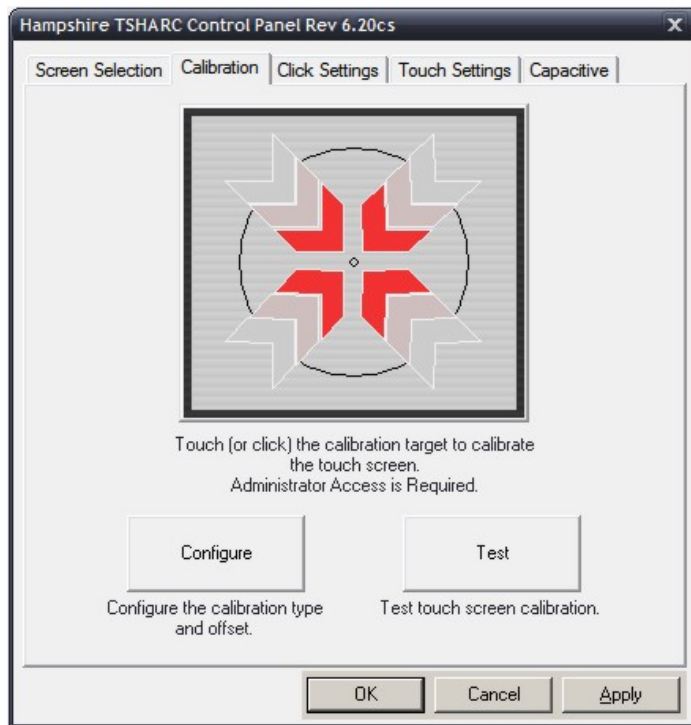 Hampshire TSHARC Control Panel Rev 6.20cs
Screen Selection Calibration Click Settings Touch Settings Capacitive
Touch (or click) the calibration target to calibrate
the touch screen.
Administrator Access is Required.
Configure Test
Configure the calibration type Test touch screen calibration.
and offset.
OK Cancel Apply